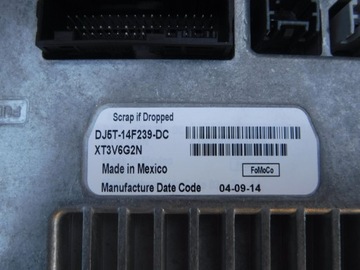 Scrap if Dropped
DJ5T-14F239-DC
XT3V6G2N
Made in Mexico
FoMoCo
Manufacture Date Code 04-09-14